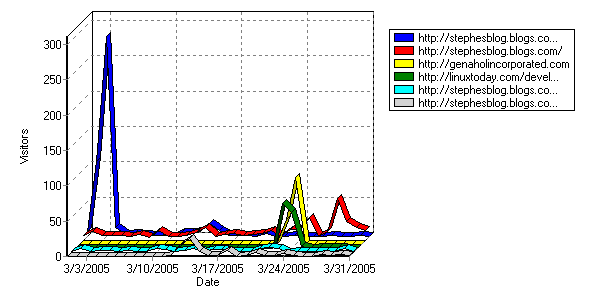 300
250
200
150
100
50
0
Visitors
3/3/2005 3/10/2005 3/17/2005 3/24/2005 3/31/2005
Date
http://stephesblog.blogs.co...
http://stephesblog.blogs.com/
http://genaholincorporated.com
http://linuxtoday.com/devel...
http://stephesblog.blogs.co...
http://stephesblog.blogs.co...